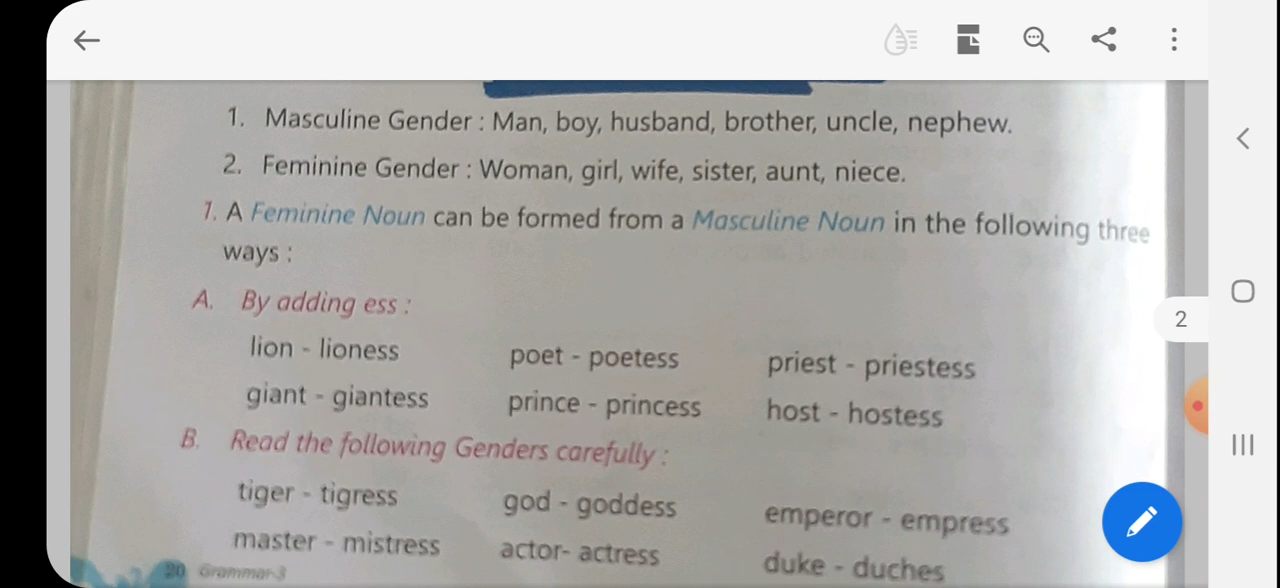 1. Masculine Gender : Man, boy, husband, brother, uncle, nephew.
2. Feminine Gender : Woman, girl, wife, sister, aunt, niece.
1. A Feminine Noun can be formed from a Masculine Noun in the following three
ways :
2
A. By adding ess :
lion - lioness poet - poetess priest - priestess
giant - giantess prince - princess host - hostess
B. Read the following Genders carefully :
tiger - tigress god - goddess emperor - empress
master - mistress actor- actress duke - duches
20 Grammar-3